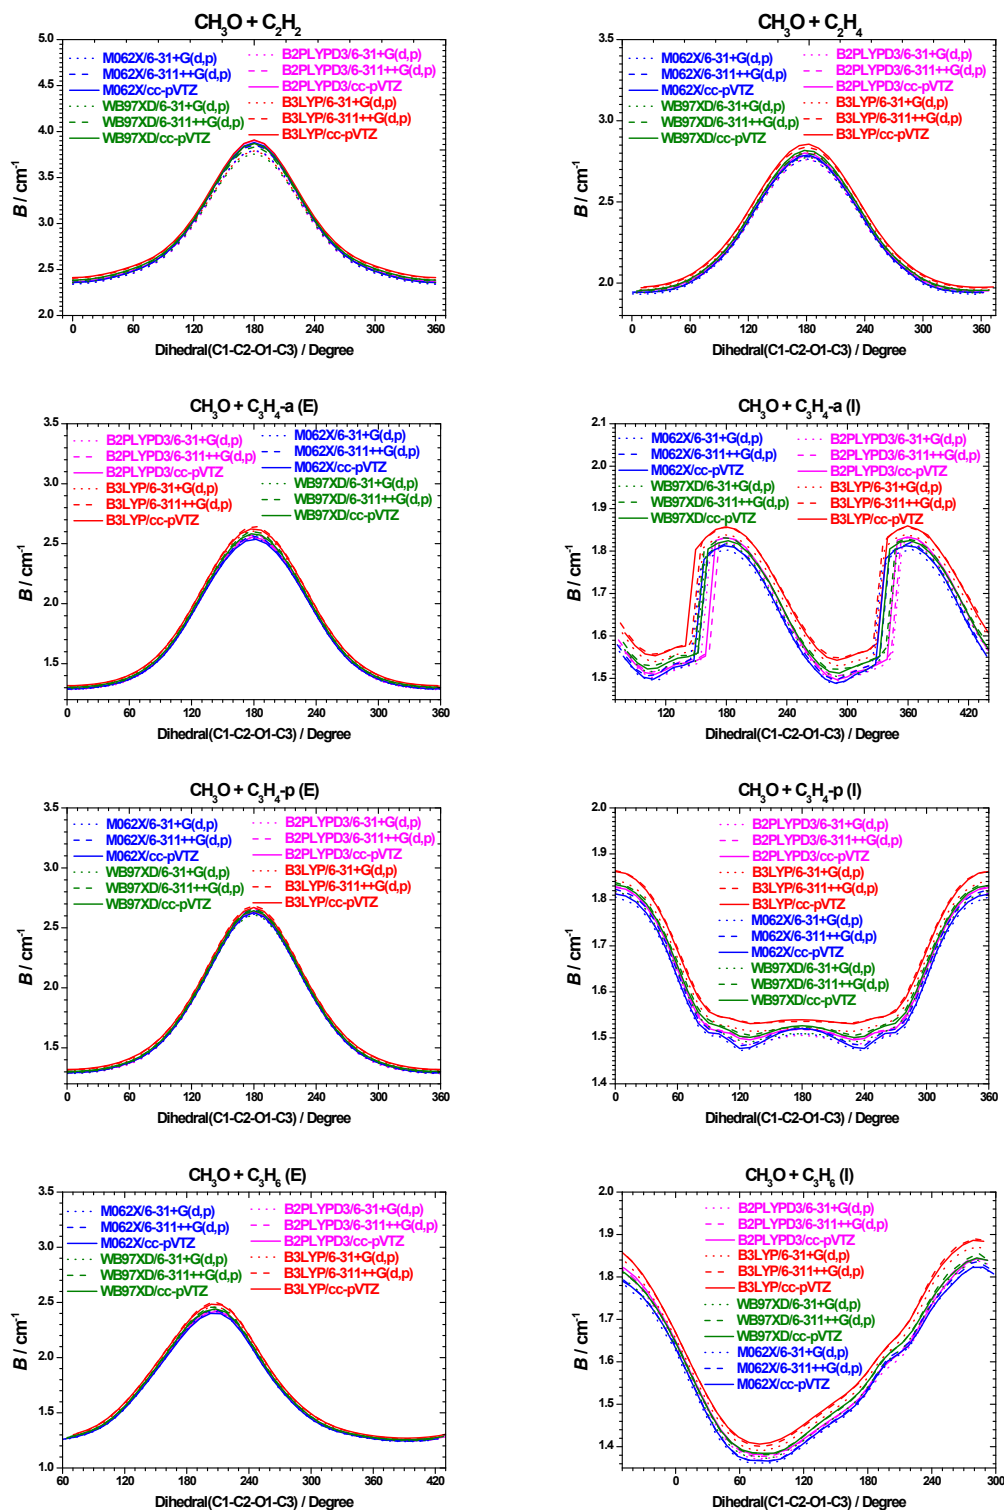 CH3O + C2H2
M062X/6-31+G(d,p)
M062X/6-311++G(d,p)
M062X/cc-pVTZ
WB97XD/6-31+G(d,p)
WB97XD/6-311++G(d,p)
WB97XD/cc-pVTZ
B2PLYPD3/6-31+G(d,p)
B2PLYPD3/6-311++G(d,p)
B2PLYPD3/cc-pVTZ
B3LYP/6-31+G(d,p)
B3LYP/6-311++G(d,p)
B3LYP/cc-pVTZ
B / cm-1
5.0
4.5
4.0
3.5
3.0
2.5
2.0
0 60 120 180 240 300 360
Dihedral(C1-C2-O1-C3) / Degree
CH3O + C2H4
M062X/6-31+G(d,p)
M062X/6-311++G(d,p)
M062X/cc-pVTZ
WB97XD/6-31+G(d,p)
WB97XD/6-311++G(d,p)
WB97XD/cc-pVTZ
B2PLYPD3/6-31+G(d,p)
B2PLYPD3/6-311++G(d,p)
B2PLYPD3/cc-pVTZ
B3LYP/6-31+G(d,p)
B3LYP/6-311++G(d,p)
B3LYP/cc-pVTZ
B / cm-1
3.5
3.0
2.5
2.0
0 60 120 180 240 300 360
Dihedral(C1-C2-O1-C3) / Degree
CH3O + C3H4-a (E)
B2PLYPD3/6-31+G(d,p)
B2PLYPD3/6-311++G(d,p)
B2PLYPD3/cc-pVTZ
B3LYP/6-31+G(d,p)
B3LYP/6-311++G(d,p)
B3LYP/cc-pVTZ
M062X/6-31+G(d,p)
M062X/6-311++G(d,p)
M062X/cc-pVTZ
WB97XD/6-31+G(d,p)
WB97XD/6-311++G(d,p)
WB97XD/cc-pVTZ
B / cm-1
3.5
3.0
2.5
2.0
1.5
0 60 120 180 240 300 360
Dihedral(C1-C2-O1-C3) / Degree
CH3O + C3H4-a (I)
M062X/6-31+G(d,p)
M062X/6-311++G(d,p)
M062X/cc-pVTZ
WB97XD/6-31+G(d,p)
WB97XD/6-311++G(d,p)
WB97XD/cc-pVTZ
B2PLYPD3/6-31+G(d,p)
B2PLYPD3/6-311++G(d,p)
B2PLYPD3/cc-pVTZ
B3LYP/6-31+G(d,p)
B3LYP/6-311++G(d,p)
B3LYP/cc-pVTZ
B / cm-1
2.1
2.0
1.9
1.8
1.7
1.6
1.5
120 180 240 300 360 420
Dihedral(C1-C2-O1-C3) / Degree
CH3O + C3H4-p (E)
M062X/6-31+G(d,p)
M062X/6-311++G(d,p)
M062X/cc-pVTZ
WB97XD/6-31+G(d,p)
WB97XD/6-311++G(d,p)
WB97XD/cc-pVTZ
B2PLYPD3/6-31+G(d,p)
B2PLYPD3/6-311++G(d,p)
B2PLYPD3/cc-pVTZ
B3LYP/6-31+G(d,p)
B3LYP/6-311++G(d,p)
B3LYP/cc-pVTZ
B / cm-1
3.5
3.0
2.5
2.0
1.5
0 60 120 180 240 300 360
Dihedral(C1-C2-O1-C3) / Degree
CH3O + C3H4-p (I)
B2PLYPD3/6-31+G(d,p)
B2PLYPD3/6-311++G(d,p)
B2PLYPD3/cc-pVTZ
B3LYP/6-31+G(d,p)
B3LYP/6-311++G(d,p)
B3LYP/cc-pVTZ
M062X/6-31+G(d,p)
M062X/6-311++G(d,p)
M062X/cc-pVTZ
WB97XD/6-31+G(d,p)
WB97XD/6-311++G(d,p)
WB97XD/cc-pVTZ
B / cm-1
2.0
1.9
1.8
1.7
1.6
1.5
1.4
0 60 120 180 240 300 360
Dihedral(C1-C2-O1-C3) / Degree
CH3O + C3H6 (E)
M062X/6-31+G(d,p)
M062X/6-311++G(d,p)
M062X/cc-pVTZ
WB97XD/6-31+G(d,p)
WB97XD/6-311++G(d,p)
WB97XD/cc-pVTZ
B2PLYPD3/6-31+G(d,p)
B2PLYPD3/6-311++G(d,p)
B2PLYPD3/cc-pVTZ
B3LYP/6-31+G(d,p)
B3LYP/6-311++G(d,p)
B3LYP/cc-pVTZ
B / cm-1
3.5
3.0
2.5
2.0
1.5
1.0
60 120 180 240 300 360 420
Dihedral(C1-C2-O1-C3) / Degree
CH3O + C3H6 (I)
B2PLYPD3/6-31+G(d,p)
B2PLYPD3/6-311++G(d,p)
B2PLYPD3/cc-pVTZ
B3LYP/6-31+G(d,p)
B3LYP/6-311++G(d,p)
B3LYP/cc-pVTZ
WB97XD/6-31+G(d,p)
WB97XD/6-311++G(d,p)
WB97XD/cc-pVTZ
M062X/6-31+G(d,p)
M062X/6-311++G(d,p)
M062X/cc-pVTZ
B / cm-1
2.0
1.9
1.8
1.7
1.6
1.5
1.4
0 60 120 180 240 300
Dihedral(C1-C2-O1-C3) / Degree